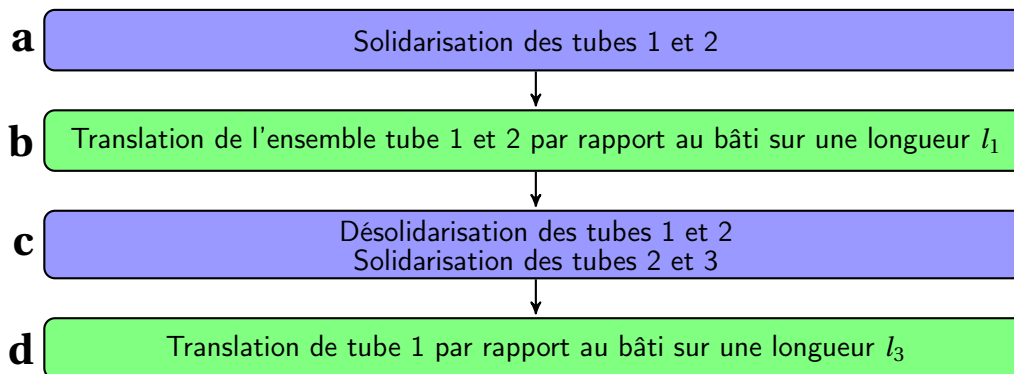 a Solidarisation des tubes 1 et 2
b Translation de l'ensemble tube 1 et 2 par rapport au bâti sur une longueur l₁
c Désolidarisation des tubes 1 et 2
Solidarisation des tubes 2 et 3
d Translation de tube 1 par rapport au bâti sur une longueur l₃